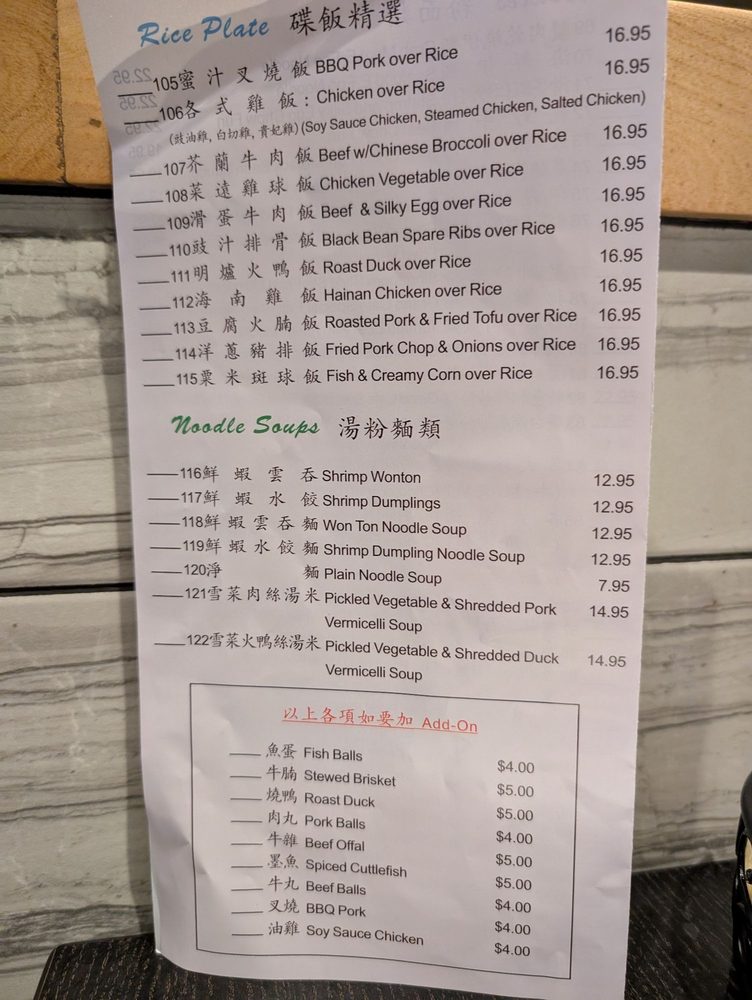 Rice Plate 碟飯精選
105蜜汁叉燒飯 BBQ Pork over Rice 16.95
106各式雞飯: Chicken over Rice 16.95
(豉油雞, 白切雞, 貴妃雞) (Soy Sauce Chicken, Steamed Chicken, Salted Chicken)
107芥蘭牛肉飯 Beef w/Chinese Broccoli over Rice 16.95
108菜遠雞球飯 Chicken Vegetable over Rice 16.95
109滑蛋牛肉飯 Beef & Silky Egg over Rice 16.95
110豉汁排骨飯 Black Bean Spare Ribs over Rice 16.95
111明爐火鴨飯 Roast Duck over Rice 16.95
112海南雞飯 Hainan Chicken over Rice 16.95
113豆腐火腩飯 Roasted Pork & Fried Tofu over Rice 16.95
114洋蔥豬排飯 Fried Pork Chop & Onions over Rice 16.95
115粟米斑球飯 Fish & Creamy Corn over Rice 16.95
Noodle Soups 湯粉麵類
116鮮蝦雲吞 Shrimp Wonton 12.95
117鮮蝦水餃 Shrimp Dumplings 12.95
118鮮蝦雲吞麵 Won Ton Noodle Soup 12.95
119鮮蝦水餃麵 Shrimp Dumpling Noodle Soup 12.95
120淨麵 Plain Noodle Soup 7.95
121雪菜肉絲湯米 Pickled Vegetable & Shredded Pork 14.95
Vermicelli Soup
122雪菜火鴨絲湯米 Pickled Vegetable & Shredded Duck 14.95
Vermicelli Soup
以上各項如要加 Add-On
魚蛋 Fish Balls $4.00
牛腩 Stewed Brisket $5.00
燒鴨 Roast Duck $5.00
肉丸 Pork Balls $4.00
牛雜 Beef Offal $5.00
墨魚 Spiced Cuttlefish $5.00
牛丸 Beef Balls $4.00
叉燒 BBQ Pork $4.00
油雞 Soy Sauce Chicken $4.00